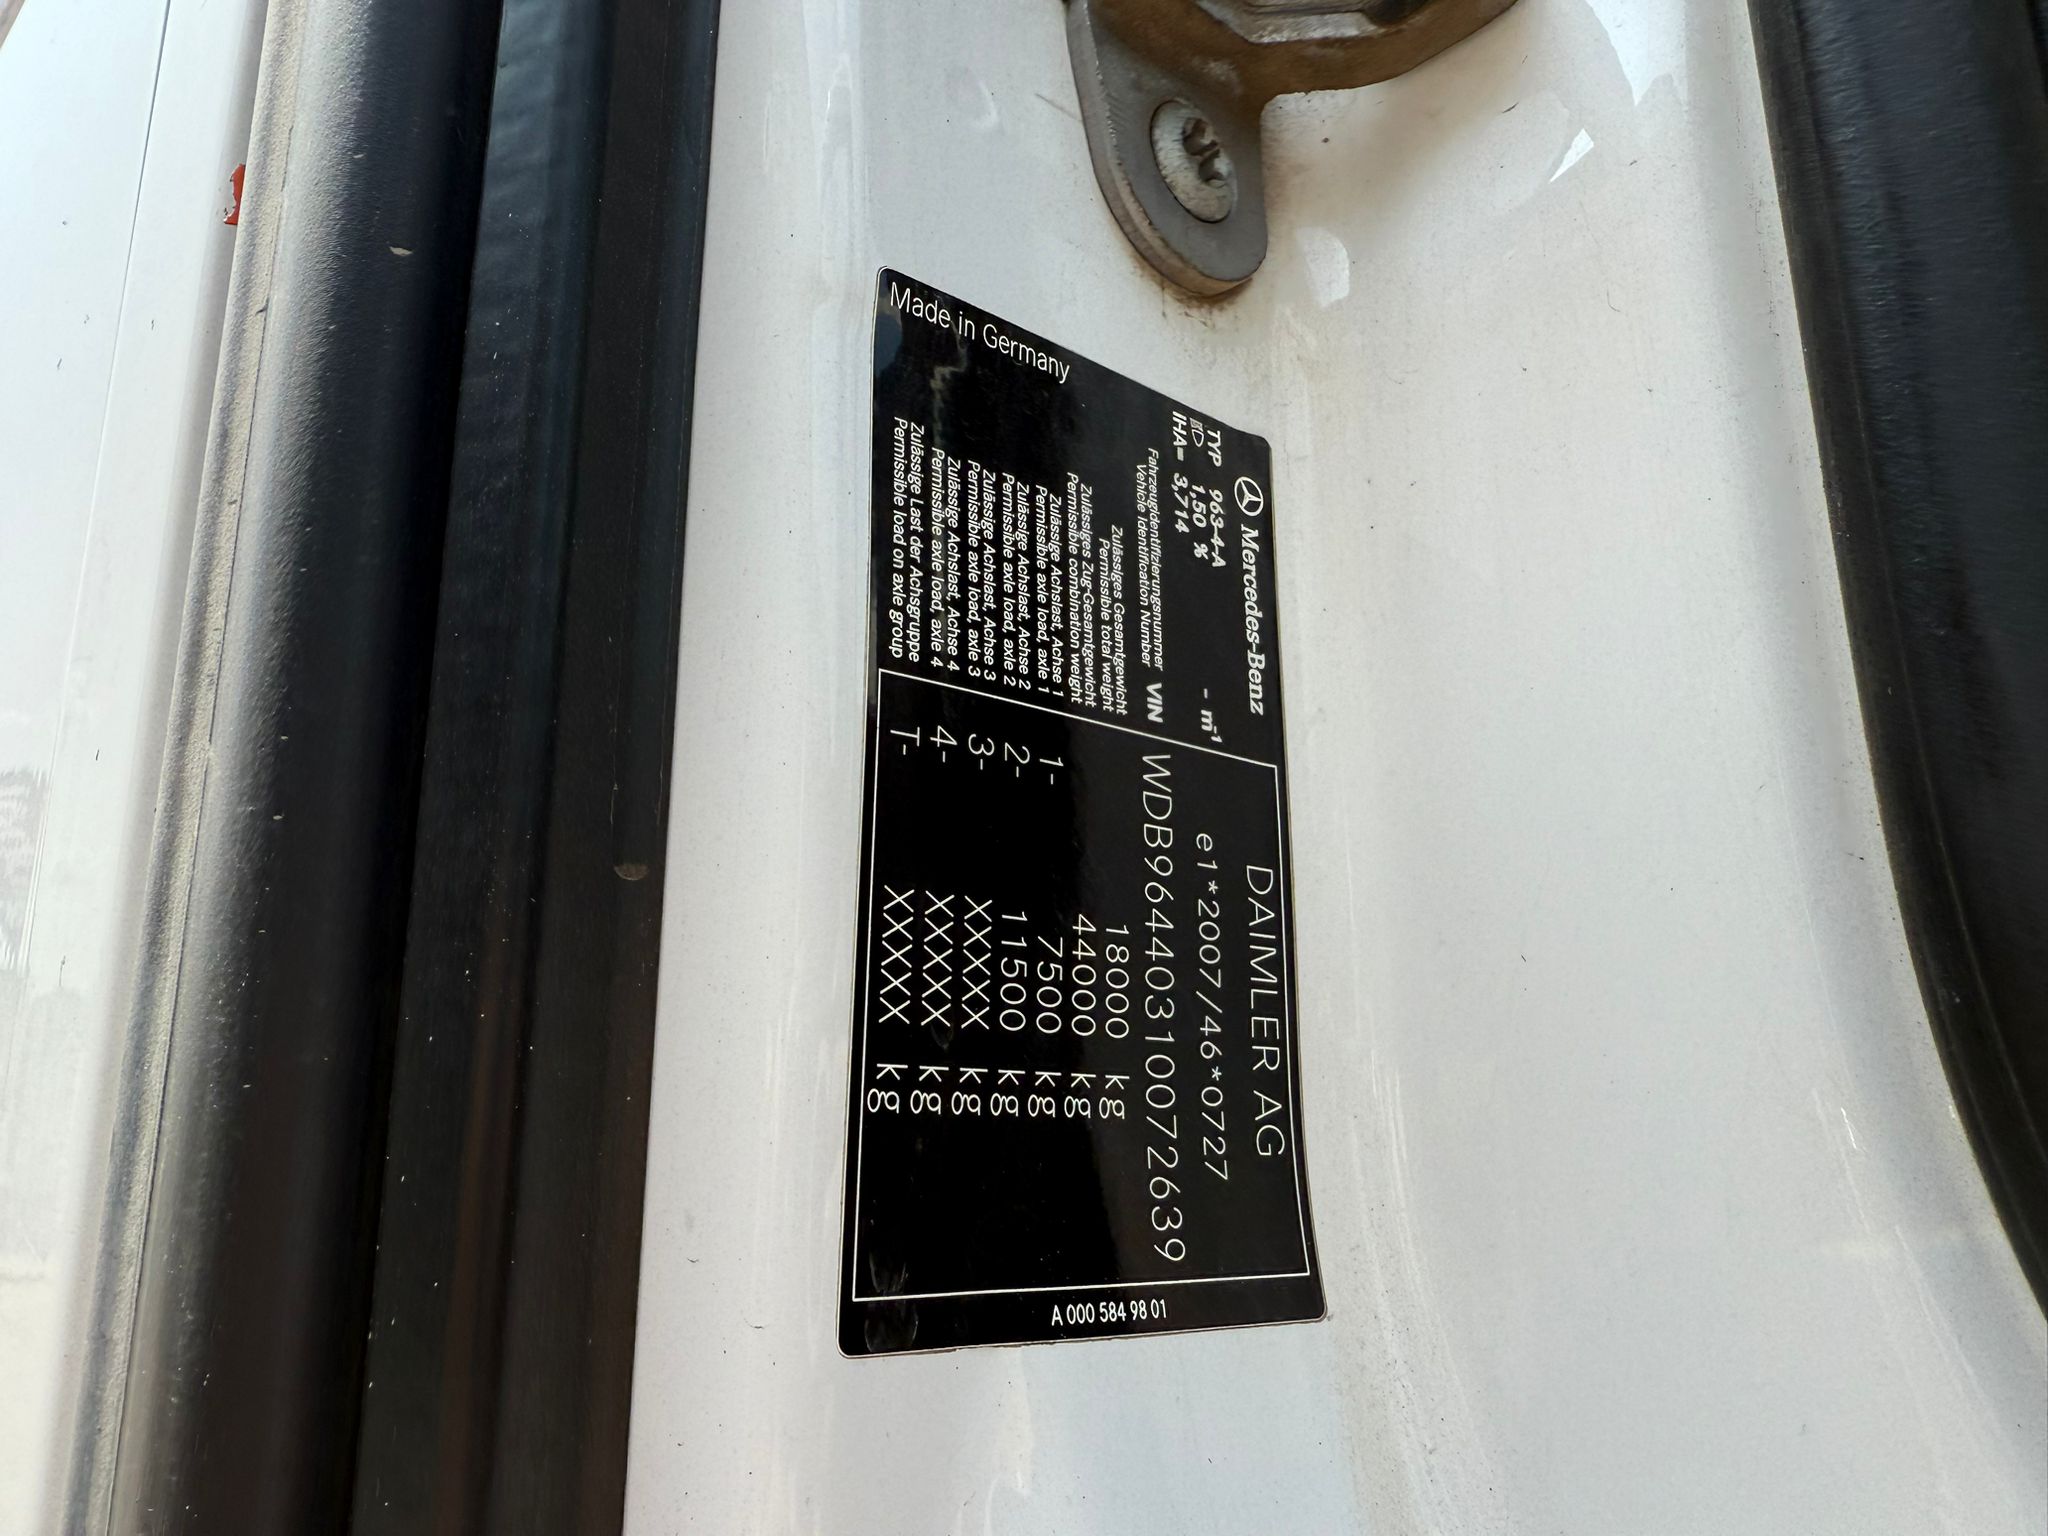 Mercedes-Benz DAIMLER AG
TYP 963-4-A
1,50 % - m⁻¹ e1*2007/46*0727
IHA= 3,714
Fahrzeugidentifizierungsnummer
Vehicle Identification Number VIN WDB96440310072639
Zulässiges Gesamtgewicht
Permissible total weight 18000 kg
Zulässiges Zug-Gesamtgewicht
Permissible combination weight 44000 kg
Zulässige Achslast, Achse 1
Permissible axle load, axle 1 1- 7500 kg
Zulässige Achslast, Achse 2
Permissible axle load, axle 2 2- 11500 kg
Zulässige Achslast, Achse 3
Permissible axle load, axle 3 3- XXXXX kg
Zulässige Achslast, Achse 4
Permissible axle load, axle 4 4- XXXXX kg
Zulässige Last der Achsgruppe
Permissible load on axle group T- XXXXX kg
Made in Germany
A 000 584 98 01